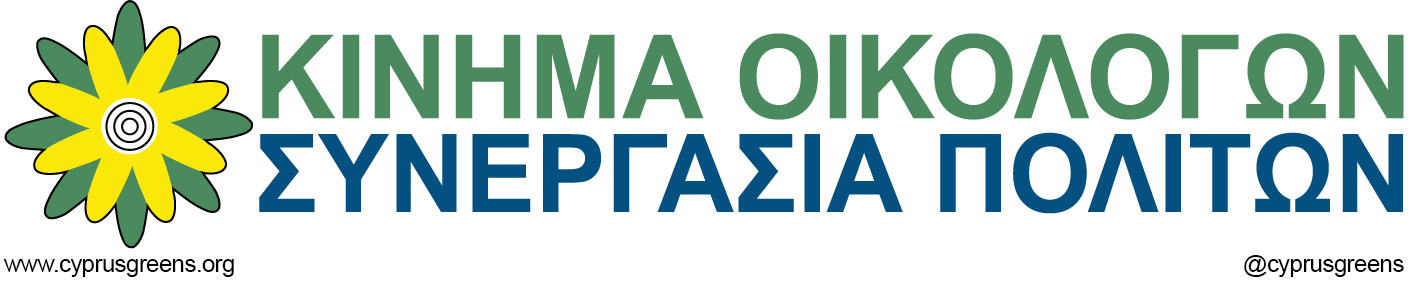 ΚΙΝΗΜΑ ΟΙΚΟΛΟΓΩΝ
ΣΥΝΕΡΓΑΣΙΑ ΠΟΛΙΤΩΝ
www.cyprusgreens.org
@cyprusgreens